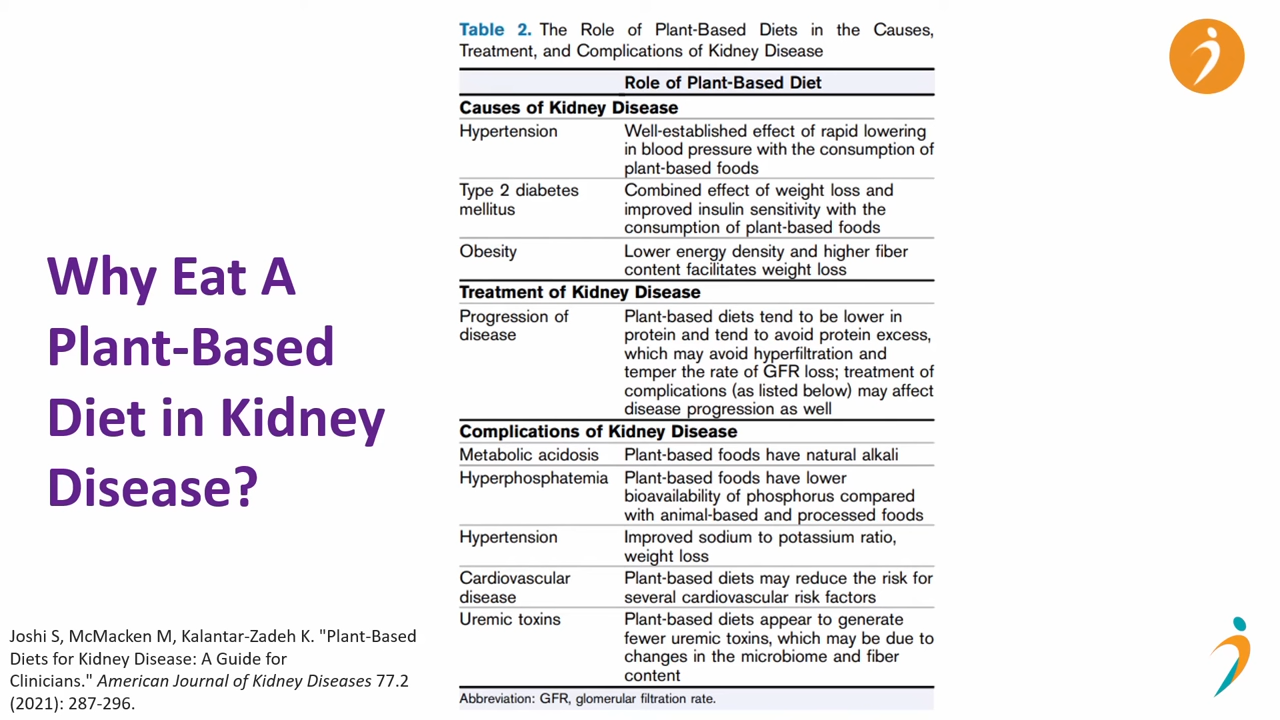 Why Eat A
Plant-Based
Diet in Kidney
Disease?
Joshi S, McMacken M, Kalantar-Zadeh K. "Plant-Based
Diets for Kidney Disease: A Guide for
Clinicians." American Journal of Kidney Diseases 77.2
(2021): 287-296.
Table 2. The Role of Plant-Based Diets in the Causes,
Treatment, and Complications of Kidney Disease
Role of Plant-Based Diet
Causes of Kidney Disease
Hypertension Well-established effect of rapid lowering
in blood pressure with the consumption of
plant-based foods
Type 2 diabetes Combined effect of weight loss and
mellitus improved insulin sensitivity with the
consumption of plant-based foods
Obesity Lower energy density and higher fiber
content facilitates weight loss
Treatment of Kidney Disease
Progression of Plant-based diets tend to be lower in
disease protein and tend to avoid protein excess,
which may avoid hyperfiltration and
temper the rate of GFR loss; treatment of
complications (as listed below) may affect
disease progression as well
Complications of Kidney Disease
Metabolic acidosis Plant-based foods have natural alkali
Hyperphosphatemia Plant-based foods have lower
bioavailability of phosphorus compared
with animal-based and processed foods
Hypertension Improved sodium to potassium ratio,
weight loss
Cardiovascular Plant-based diets may reduce the risk for
disease several cardiovascular risk factors
Uremic toxins Plant-based diets appear to generate
fewer uremic toxins, which may be due to
changes in the microbiome and fiber
content
Abbreviation: GFR, glomerular filtration rate.